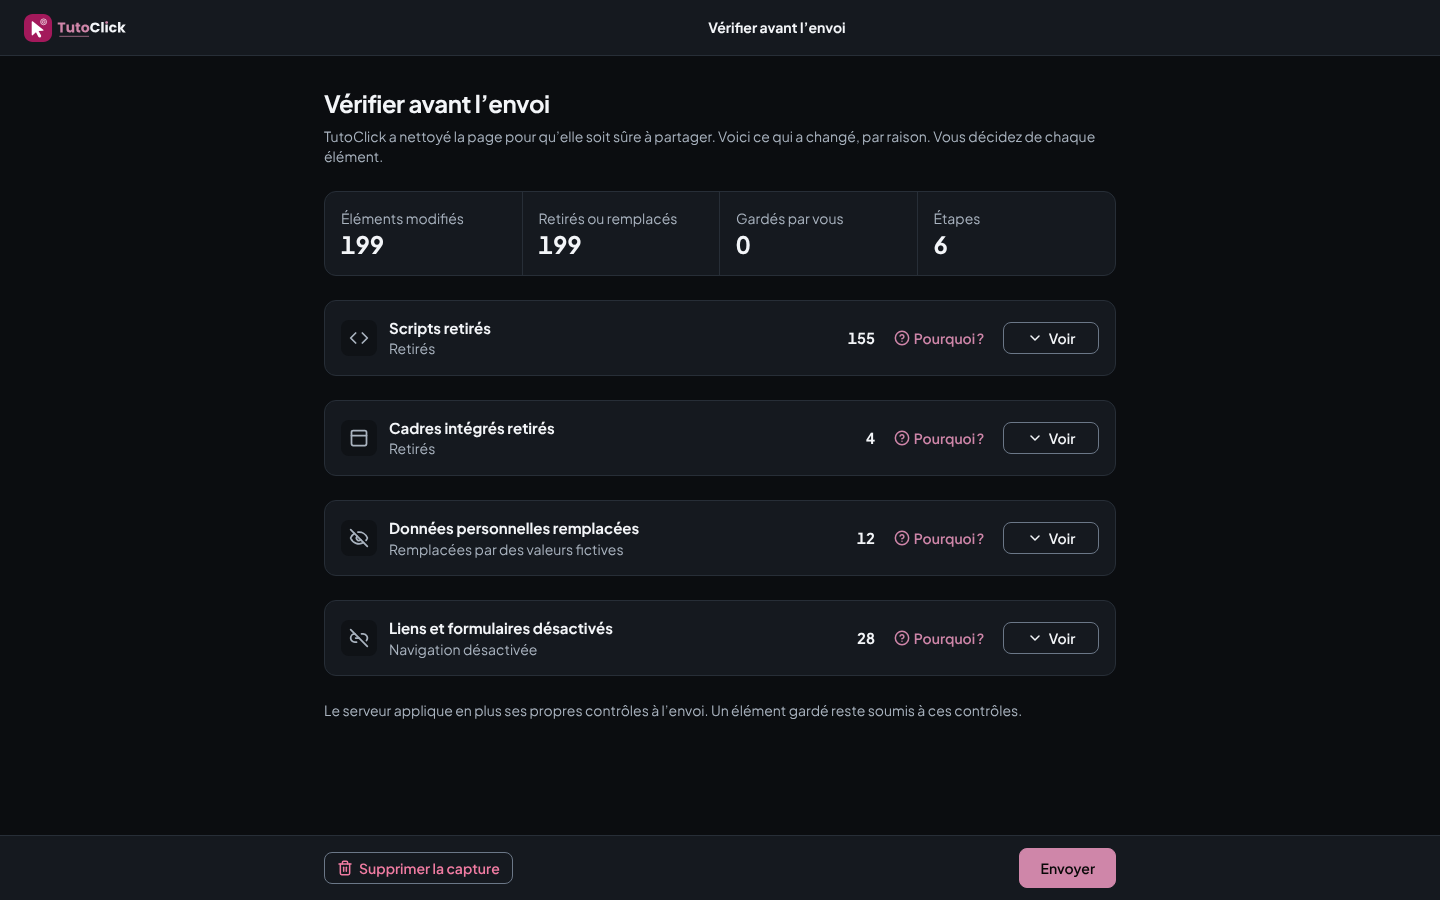 TutoClick
Vérifier avant l’envoi
Vérifier avant l’envoi
TutoClick a nettoyé la page pour qu’elle soit sûre à partager. Voici ce qui a changé, par raison. Vous décidez de chaque
élément.
Éléments modifiés
199
Retirés ou remplacés
199
Gardés par vous
0
Étapes
6
Scripts retirés
Retirés
155
Pourquoi ?
Voir
Cadres intégrés retirés
Retirés
4
Pourquoi ?
Voir
Données personnelles remplacées
Remplacées par des valeurs fictives
12
Pourquoi ?
Voir
Liens et formulaires désactivés
Navigation désactivée
28
Pourquoi ?
Voir
Le serveur applique en plus ses propres contrôles à l’envoi. Un élément gardé reste soumis à ces contrôles.
Supprimer la capture
Envoyer